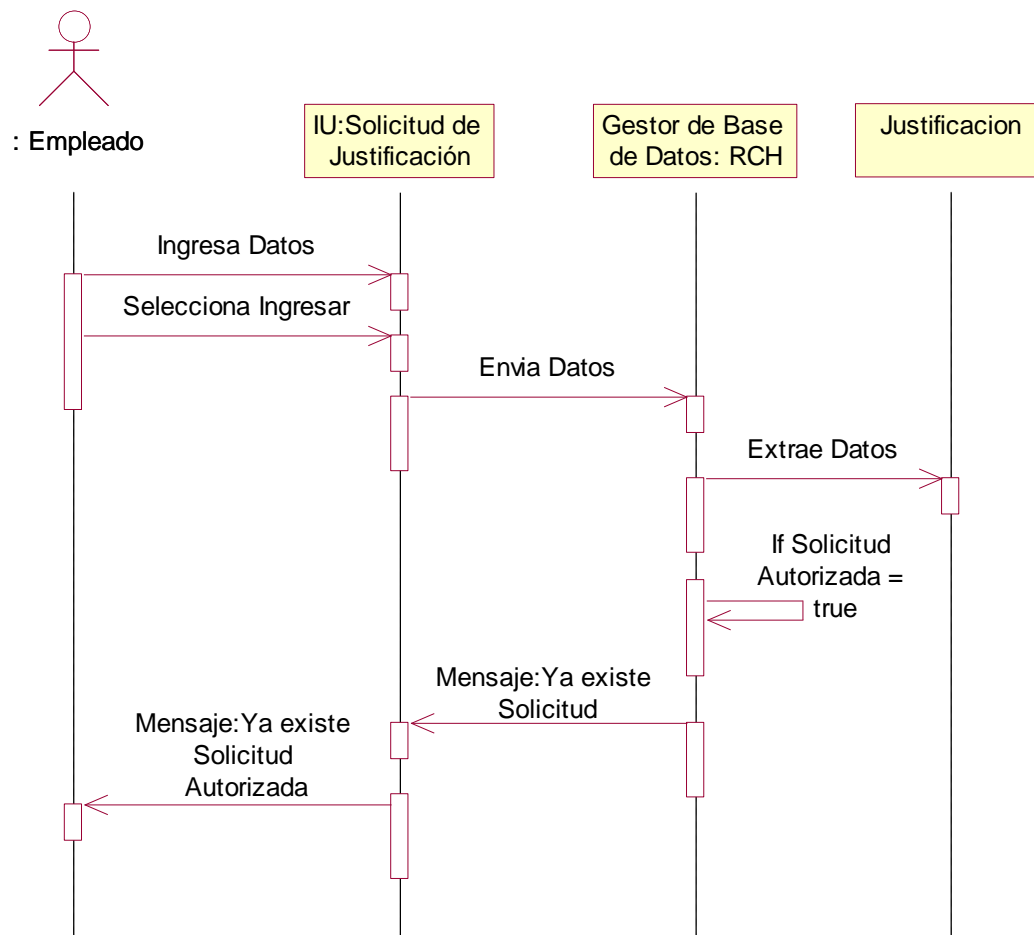 : Empleado
IU:Solicitud de
Justificación
Gestor de Base
de Datos: RCH
Justificacion
Ingresa Datos
Selecciona Ingresar
Envia Datos
Extrae Datos
If Solicitud
Autorizada =
true
Mensaje:Ya existe
Solicitud
Mensaje:Ya existe
Solicitud
Autorizada